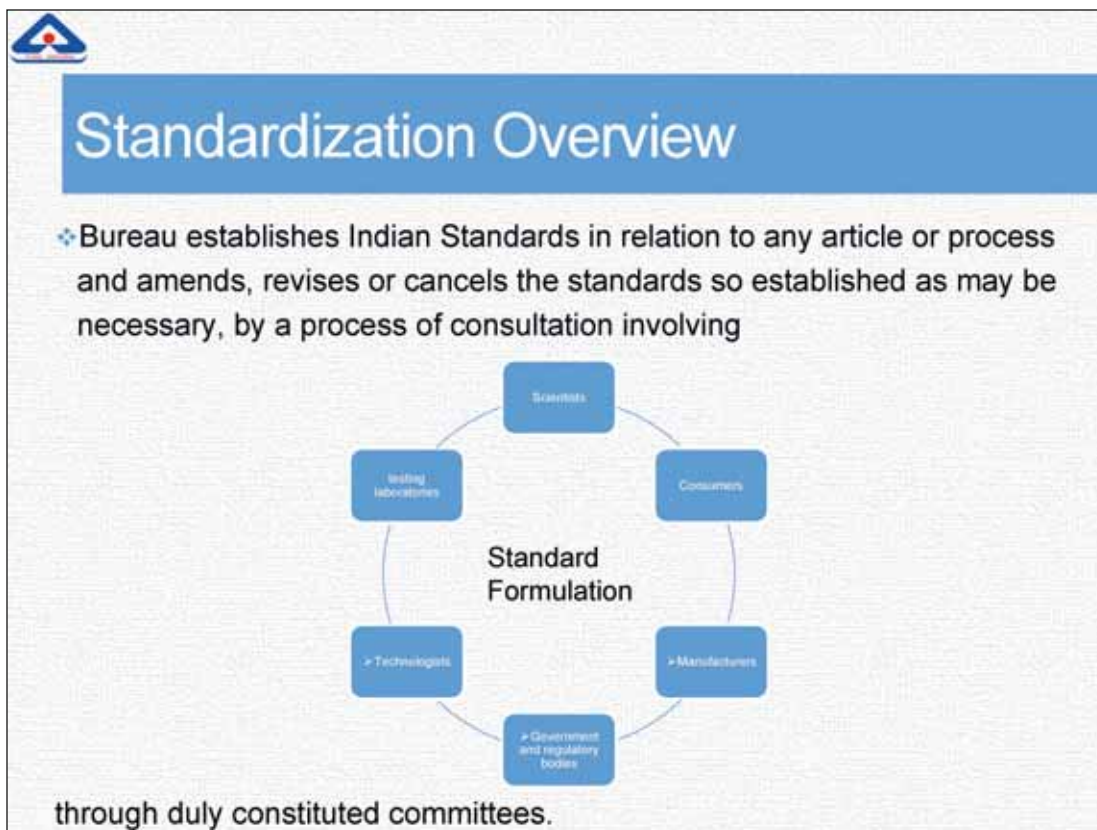 Standardization Overview
❖Bureau establishes Indian Standards in relation to any article or process
and amends, revises or cancels the standards so established as may be
necessary, by a process of consultation involving
Scientists
testing
laboratories
Consumers
Standard
Formulation
➢Technologists
➢Manufacturers
➢Government
and regulatory
bodies
through duly constituted committees.